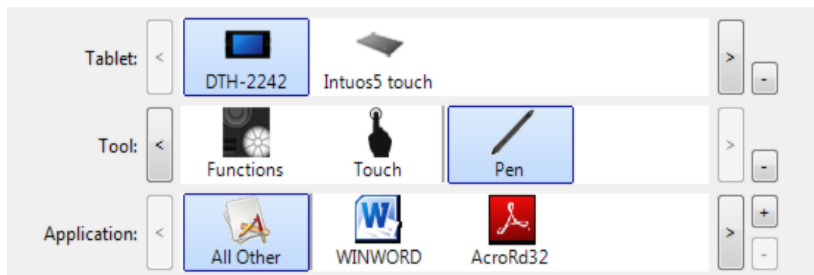 Tablet: < DTH-2242 Intuos5 touch > -
Tool: < Functions Touch Pen > -
Application: < All Other WINWORD AcroRd32 > + -